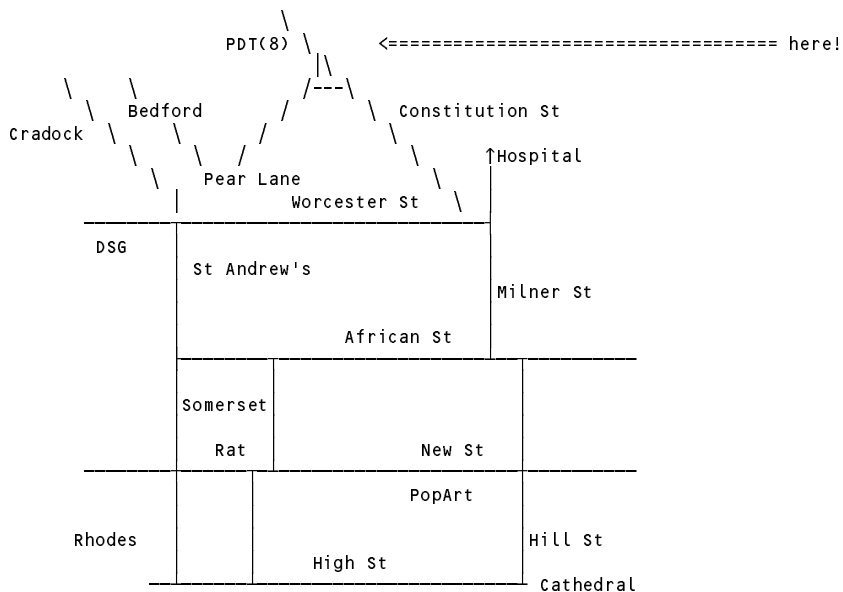 PDT(8) <================================== here!
Bedford Constitution St
Cradock
↑Hospital
Pear Lane
Worcester St
DSG
St Andrew's
Milner St
African St
Somerset
Rat New St
PopArt
Rhodes Hill St
High St
Cathedral